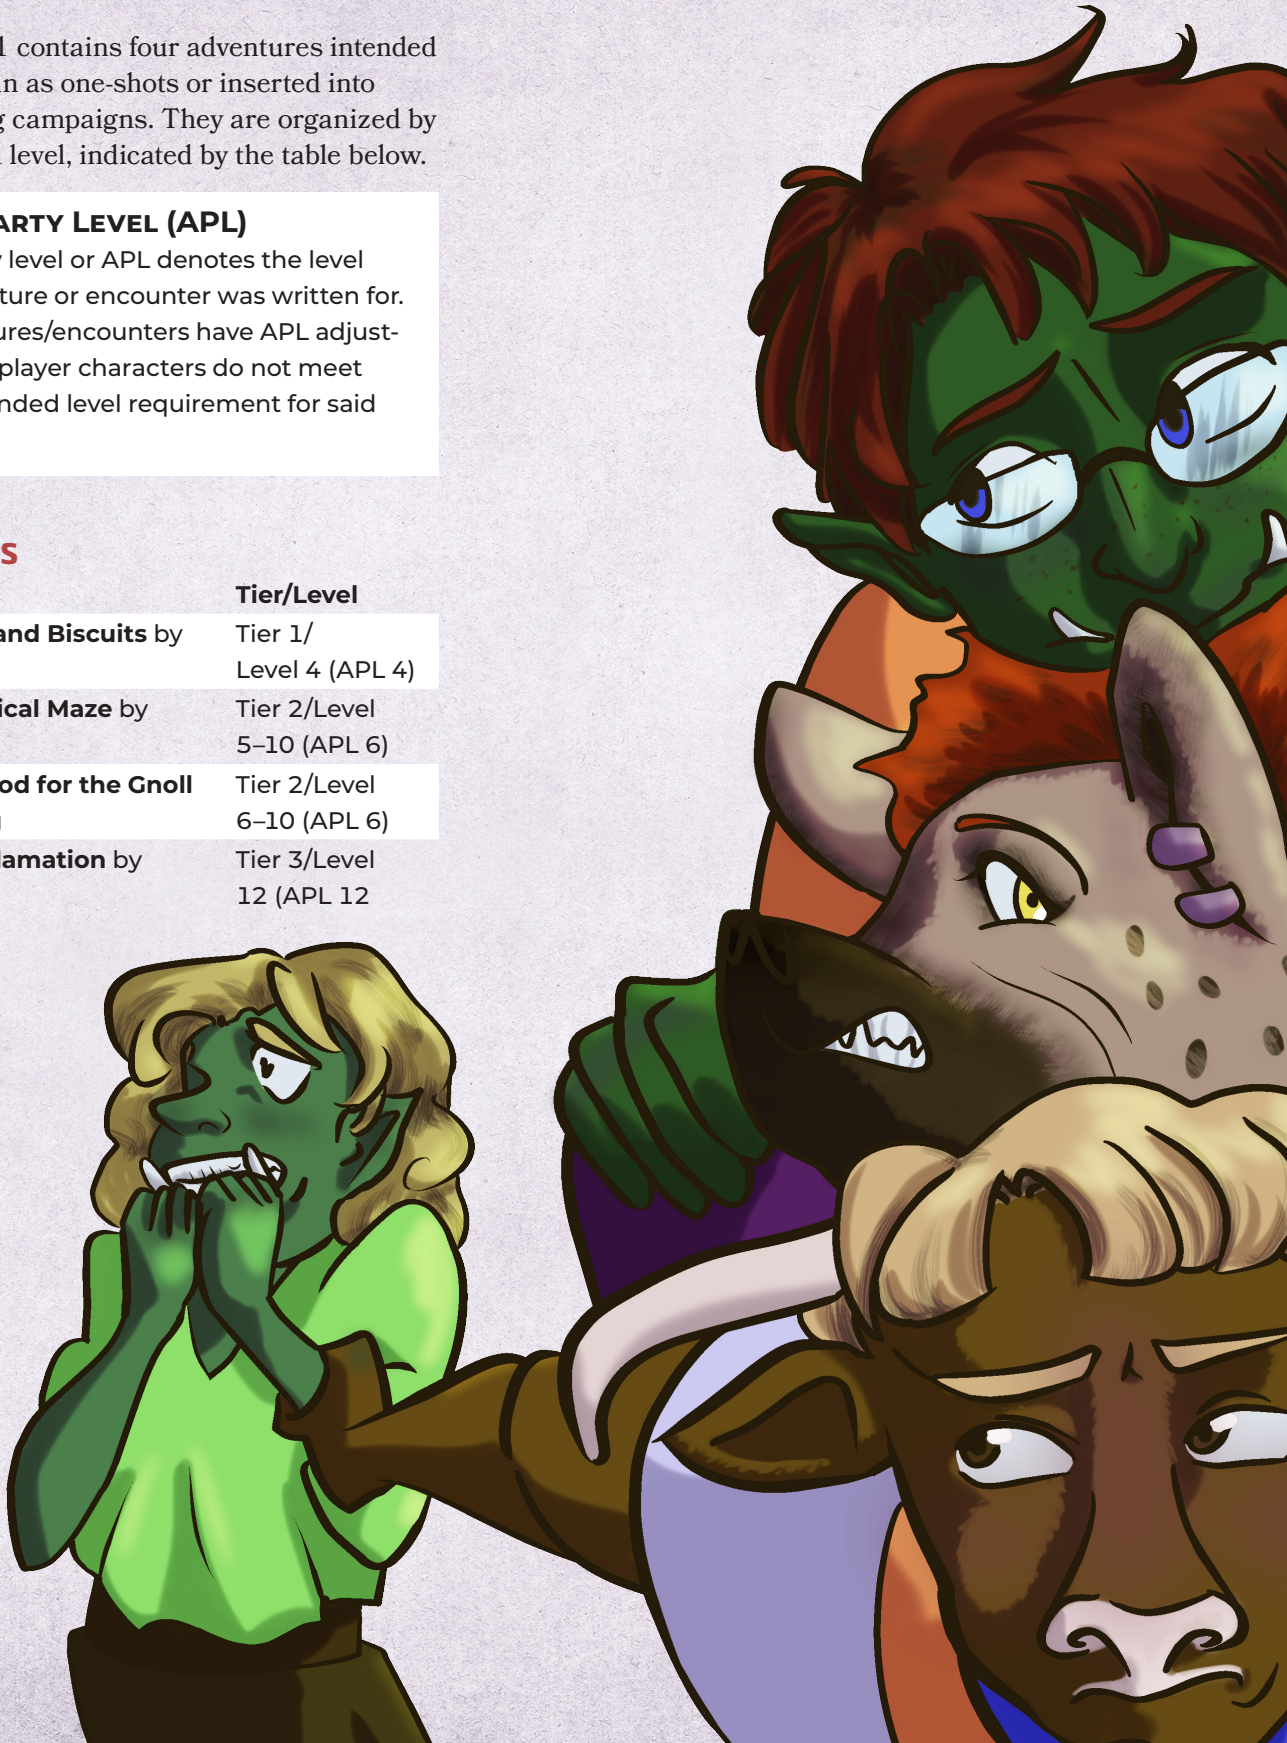 1 contains four adventures intended
in as one-shots or inserted into
g campaigns. They are organized by
level, indicated by the table below.
ARTY LEVEL (APL)
y level or APL denotes the level
ture or encounter was written for.
ures/encounters have APL adjust-
player characters do not meet
nded level requirement for said
s
Tier/Level
and Biscuits by
Tier 1/
Level 4 (APL 4)
ical Maze by
Tier 2/Level
5–10 (APL 6)
od for the Gnoll
Tier 2/Level
6–10 (APL 6)
lamation by
Tier 3/Level
12 (APL 12